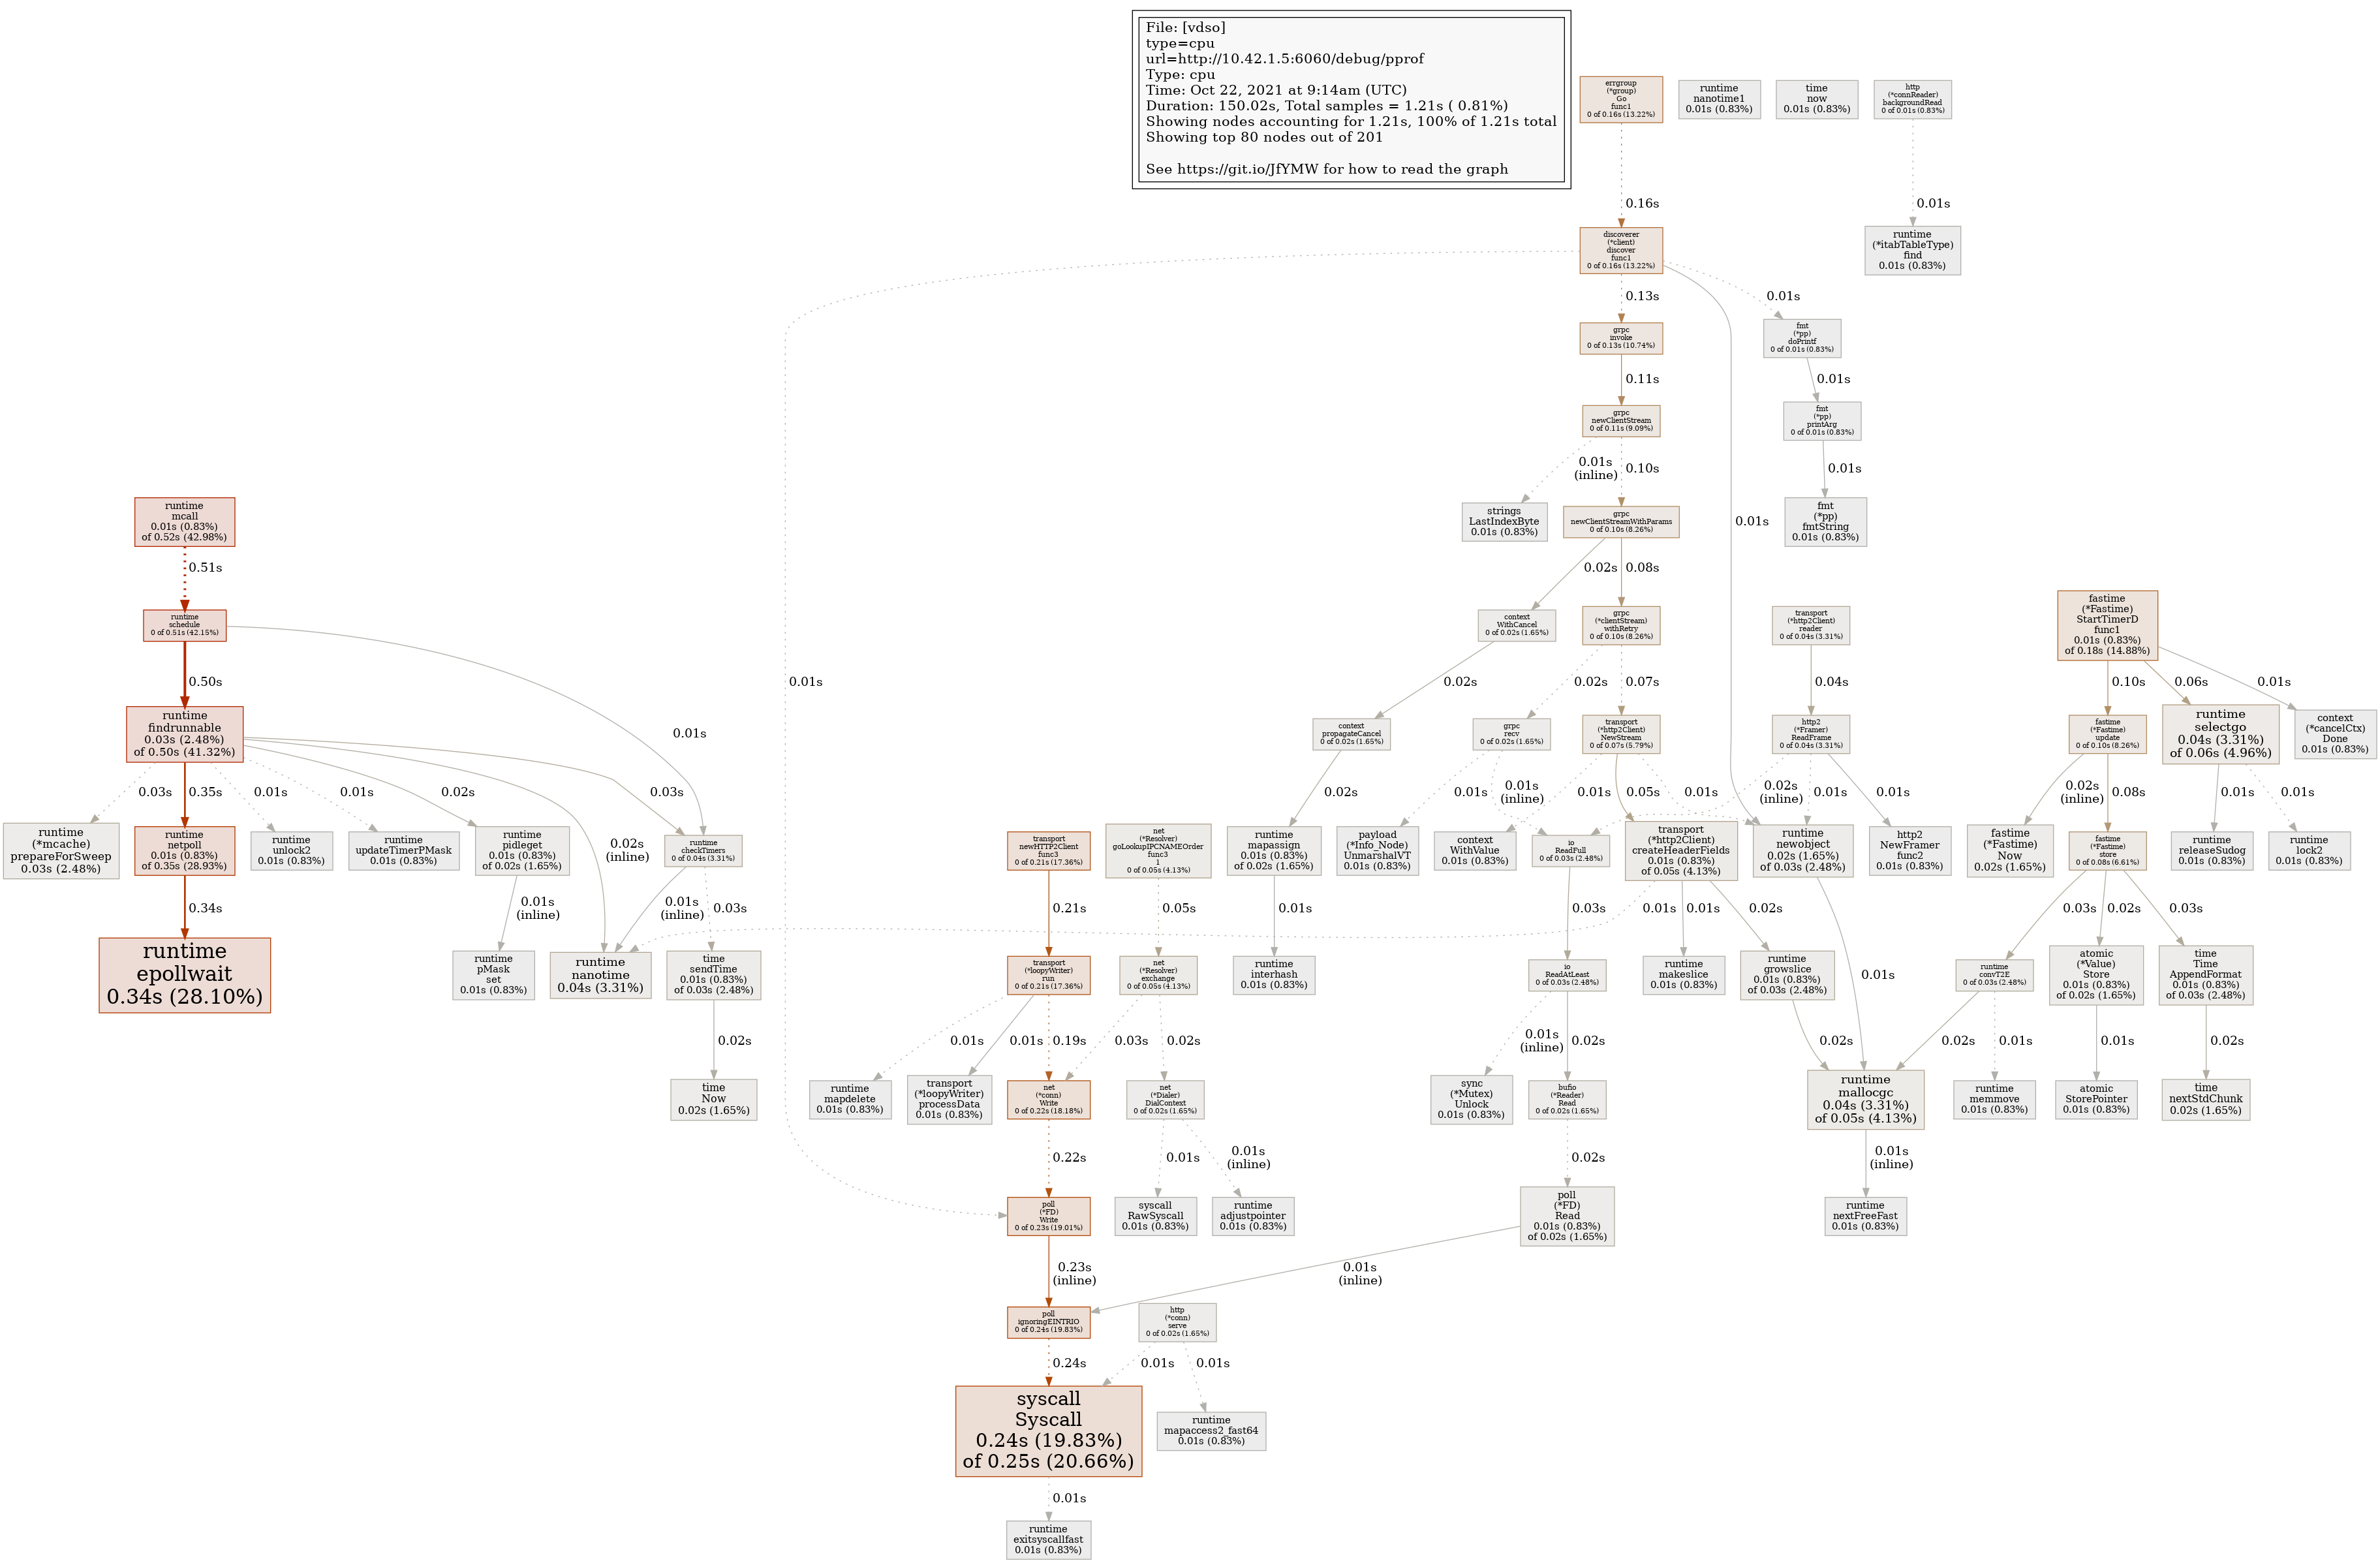 File: [vdso]
type=cpu
url=http://10.42.1.5:6060/debug/pprof
Type: cpu
Time: Oct 22, 2021 at 9:14am (UTC)
Duration: 150.02s, Total samples = 1.21s ( 0.81%)
Showing nodes accounting for 1.21s, 100% of 1.21s total
Showing top 80 nodes out of 201
See https://git.io/JfYMW for how to read the graph
errgroup
(*group)
Go
func1
0 of 0.16s (13.22%)
runtime
nanotime1
0.01s (0.83%)
time
now
0.01s (0.83%)
http
(*connReader)
backgroundRead
0 of 0.01s (0.83%)
0.16s
0.01s
discoverer
(*client)
discover
func1
0 of 0.16s (13.22%)
runtime
(*itabTableType)
find
0.01s (0.83%)
0.13s
0.01s
grpc
invoke
0 of 0.13s (10.74%)
fmt
(*pp)
doPrintf
0 of 0.01s (0.83%)
0.11s
0.01s
grpc
newClientStream
0 of 0.11s (9.09%)
fmt
(*pp)
printArg
0 of 0.01s (0.83%)
0.01s
(inline)
0.10s
0.01s
runtime
mcall
0.01s (0.83%)
of 0.52s (42.98%)
strings
LastIndexByte
0.01s (0.83%)
grpc
newClientStreamWithParams
0 of 0.10s (8.26%)
0.01s
fmt
(*pp)
fmtString
0.01s (0.83%)
0.51s
0.02s
0.08s
runtime
schedule
0 of 0.51s (42.15%)
context
WithCancel
0 of 0.02s (1.65%)
grpc
(*clientStream)
withRetry
0 of 0.10s (8.26%)
transport
(*http2Client)
reader
0 of 0.04s (3.31%)
fastime
(*Fastime)
StartTimerD
func1
0.01s (0.83%)
of 0.18s (14.88%)
0.50s
0.01s
0.02s
0.02s
0.07s
0.04s
0.10s
0.06s
0.01s
runtime
findrunnable
0.03s (2.48%)
of 0.50s (41.32%)
0.01s
context
propagateCancel
0 of 0.02s (1.65%)
grpc
recv
0 of 0.02s (1.65%)
transport
(*http2Client)
NewStream
0 of 0.07s (5.79%)
http2
(*Framer)
ReadFrame
0 of 0.04s (3.31%)
fastime
(*Fastime)
update
0 of 0.10s (8.26%)
runtime
selectgo
0.04s (3.31%)
of 0.06s (4.96%)
context
(*cancelCtx)
Done
0.01s (0.83%)
0.03s
0.35s
0.01s
0.01s
0.02s
0.02s
(inline)
0.03s
0.02s
0.01s
0.01s
(inline)
0.01s
0.05s
0.01s
0.02s
(inline)
0.01s
0.01s
0.02s
(inline)
0.08s
0.01s
0.01s
runtime
(*mcache)
prepareForSweep
0.03s (2.48%)
runtime
netpoll
0.01s (0.83%)
of 0.35s (28.93%)
runtime
unlock2
0.01s (0.83%)
runtime
updateTimerPMask
0.01s (0.83%)
runtime
pidleget
0.01s (0.83%)
of 0.02s (1.65%)
runtime
checkTimers
0 of 0.04s (3.31%)
transport
newHTTP2Client
func3
0 of 0.21s (17.36%)
net
(*Resolver)
goLookupIPCNAMEOrder
func3
1
0 of 0.05s (4.13%)
runtime
mapassign
0.01s (0.83%)
of 0.02s (1.65%)
payload
(*Info_Node)
UnmarshalVT
0.01s (0.83%)
context
WithValue
0.01s (0.83%)
io
ReadFull
0 of 0.03s (2.48%)
transport
(*http2Client)
createHeaderFields
0.01s (0.83%)
of 0.05s (4.13%)
runtime
newobject
0.02s (1.65%)
of 0.03s (2.48%)
http2
NewFramer
func2
0.01s (0.83%)
fastime
(*Fastime)
Now
0.02s (1.65%)
fastime
(*Fastime)
store
0 of 0.08s (6.61%)
runtime
releaseSudog
0.01s (0.83%)
runtime
lock2
0.01s (0.83%)
0.34s
0.01s
(inline)
0.01s
(inline)
0.03s
0.21s
0.05s
0.01s
0.03s
0.01s
0.01s
0.02s
0.01s
0.03s
0.02s
0.03s
runtime
epollwait
0.34s (28.10%)
runtime
pMask
set
0.01s (0.83%)
runtime
nanotime
0.04s (3.31%)
time
sendTime
0.01s (0.83%)
of 0.03s (2.48%)
transport
(*loopyWriter)
run
0 of 0.21s (17.36%)
net
(*Resolver)
exchange
0 of 0.05s (4.13%)
runtime
interhash
0.01s (0.83%)
io
ReadAtLeast
0 of 0.03s (2.48%)
runtime
makeslice
0.01s (0.83%)
runtime
growslice
0.01s (0.83%)
of 0.03s (2.48%)
runtime
convT2E
0 of 0.03s (2.48%)
atomic
(*Value)
Store
0.01s (0.83%)
of 0.02s (1.65%)
time
Time
AppendFormat
0.01s (0.83%)
of 0.03s (2.48%)
0.02s
0.01s
0.01s
0.19s
0.03s
0.02s
0.01s
(inline)
0.02s
0.02s
0.02s
0.01s
0.01s
0.02s
time
Now
0.02s (1.65%)
runtime
mapdelete
0.01s (0.83%)
transport
(*loopyWriter)
processData
0.01s (0.83%)
net
(*conn)
Write
0 of 0.22s (18.18%)
net
(*Dialer)
DialContext
0 of 0.02s (1.65%)
sync
(*Mutex)
Unlock
0.01s (0.83%)
bufio
(*Reader)
Read
0 of 0.02s (1.65%)
runtime
mallocgc
0.04s (3.31%)
of 0.05s (4.13%)
runtime
memmove
0.01s (0.83%)
atomic
StorePointer
0.01s (0.83%)
time
nextStdChunk
0.02s (1.65%)
0.22s
0.01s
0.01s
(inline)
0.02s
0.01s
(inline)
poll
(*FD)
Write
0 of 0.23s (19.01%)
syscall
RawSyscall
0.01s (0.83%)
runtime
adjustpointer
0.01s (0.83%)
poll
(*FD)
Read
0.01s (0.83%)
of 0.02s (1.65%)
runtime
nextFreeFast
0.01s (0.83%)
0.23s
(inline)
0.01s
(inline)
poll
ignoringEINTRIO
0 of 0.24s (19.83%)
http
(*conn)
serve
0 of 0.02s (1.65%)
0.24s
0.01s
0.01s
syscall
Syscall
0.24s (19.83%)
of 0.25s (20.66%)
runtime
mapaccess2_fast64
0.01s (0.83%)
0.01s
runtime
exitsyscallfast
0.01s (0.83%)